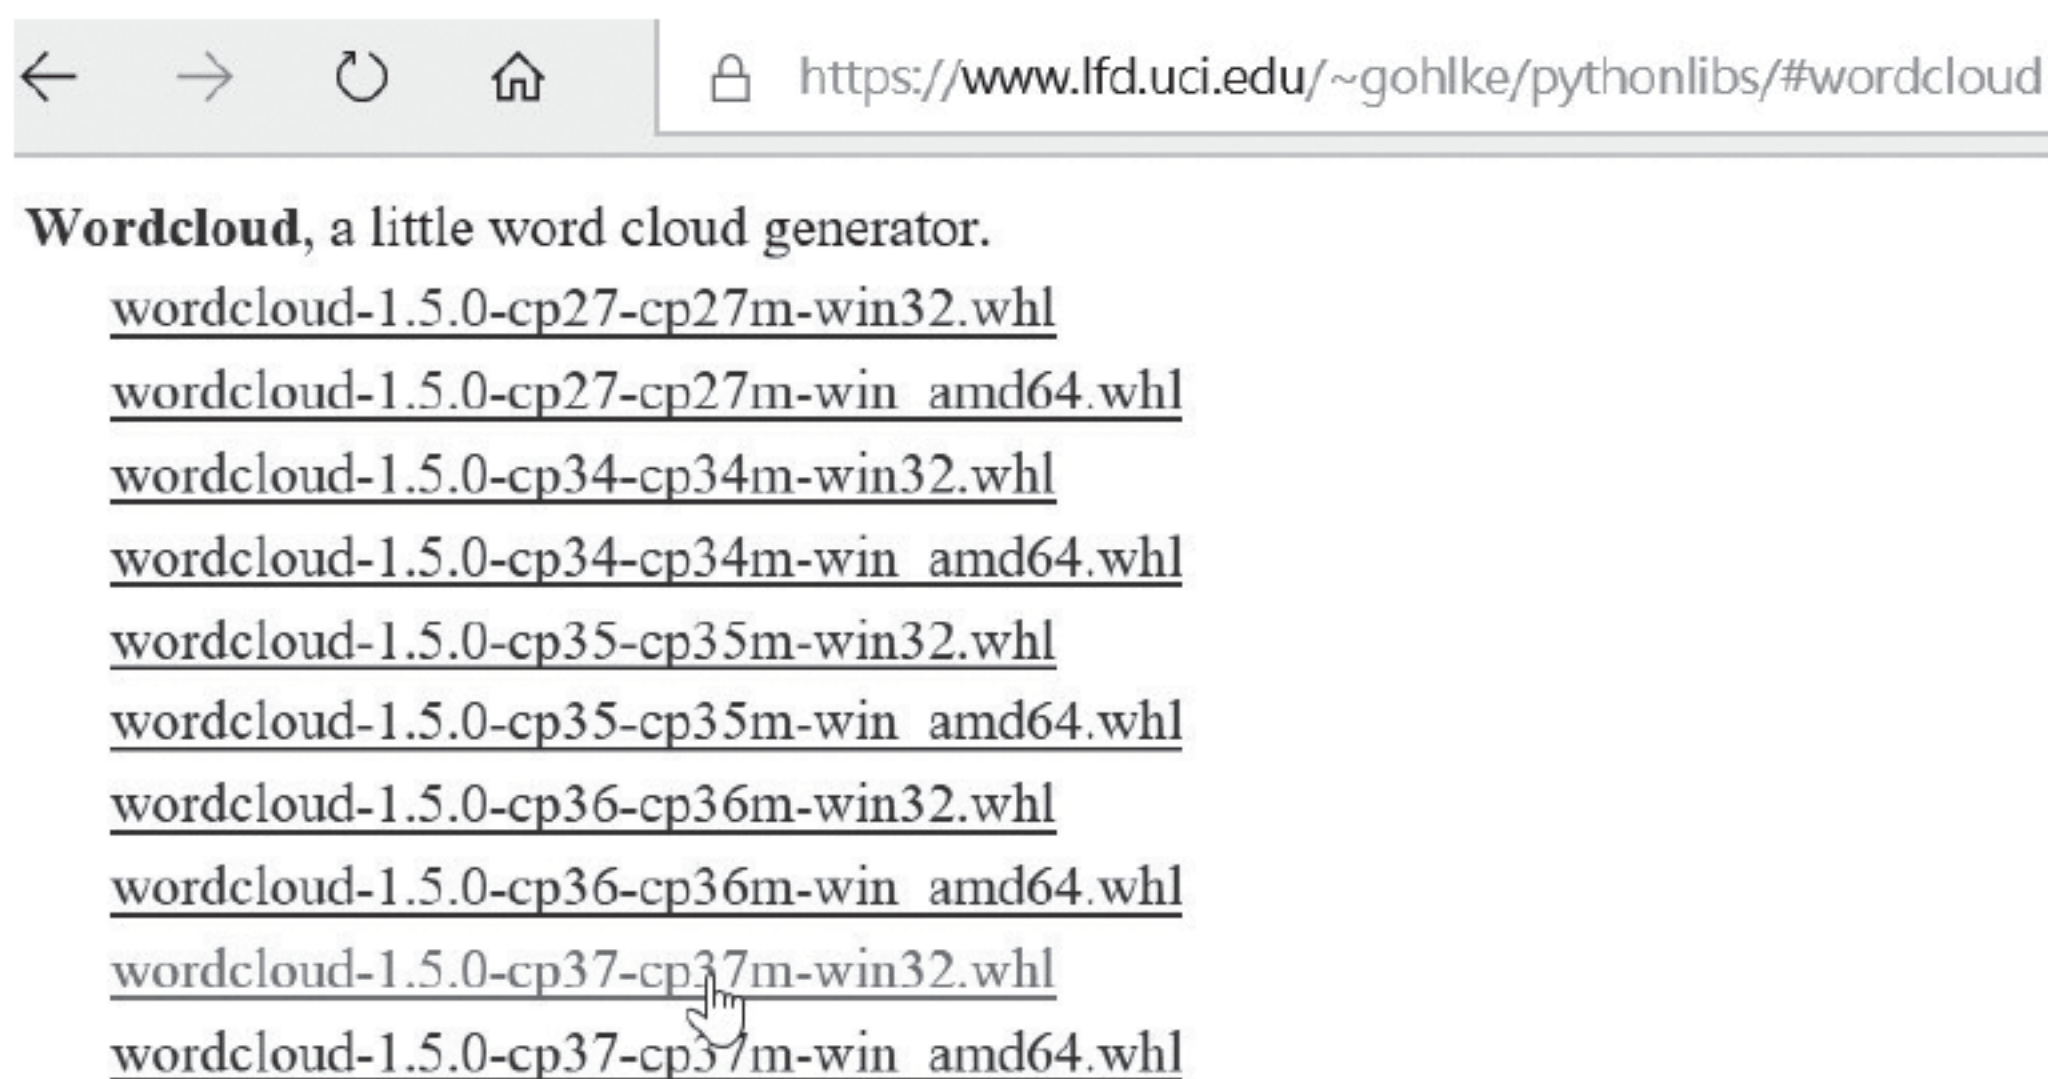 https://www.lfd.uci.edu/~gohlke/pythonlibs/#wordcloud
Wordcloud, a little word cloud generator.
wordcloud-1.5.0-cp27-cp27m-win32.whl
wordcloud-1.5.0-cp27-cp27m-win_amd64.whl
wordcloud-1.5.0-cp34-cp34m-win32.whl
wordcloud-1.5.0-cp34-cp34m-win_amd64.whl
wordcloud-1.5.0-cp35-cp35m-win32.whl
wordcloud-1.5.0-cp35-cp35m-win_amd64.whl
wordcloud-1.5.0-cp36-cp36m-win32.whl
wordcloud-1.5.0-cp36-cp36m-win_amd64.whl
wordcloud-1.5.0-cp37-cp37m-win32.whl
wordcloud-1.5.0-cp37-cp37m-win_amd64.whl